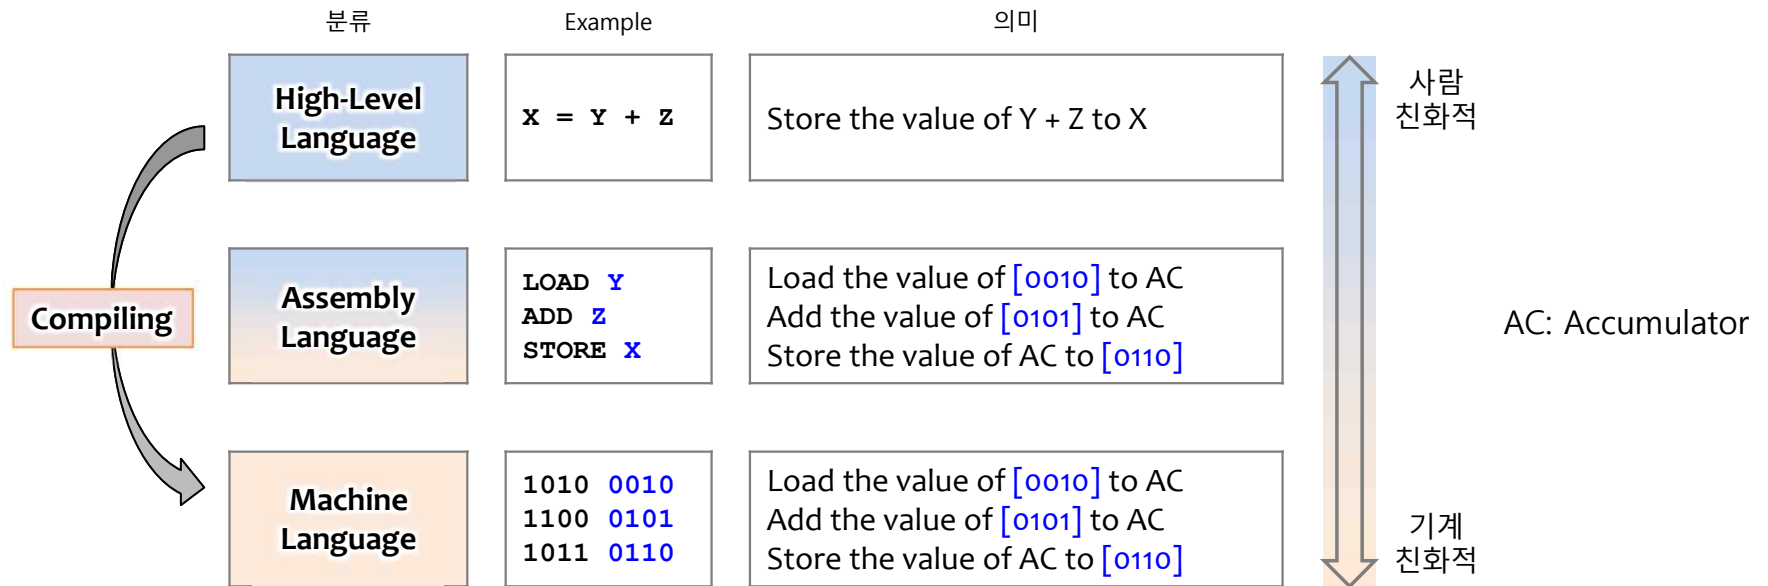 분류
Example
의미
High-Level
Language
X = Y + Z
Store the value of Y + Z to X
사람
친화적
Compiling
Assembly
Language
LOAD Y
ADD Z
STORE X
Load the value of [0010] to AC
Add the value of [0101] to AC
Store the value of AC to [0110]
AC: Accumulator
Machine
Language
1010 0010
1100 0101
1011 0110
Load the value of [0010] to AC
Add the value of [0101] to AC
Store the value of AC to [0110]
기계
친화적